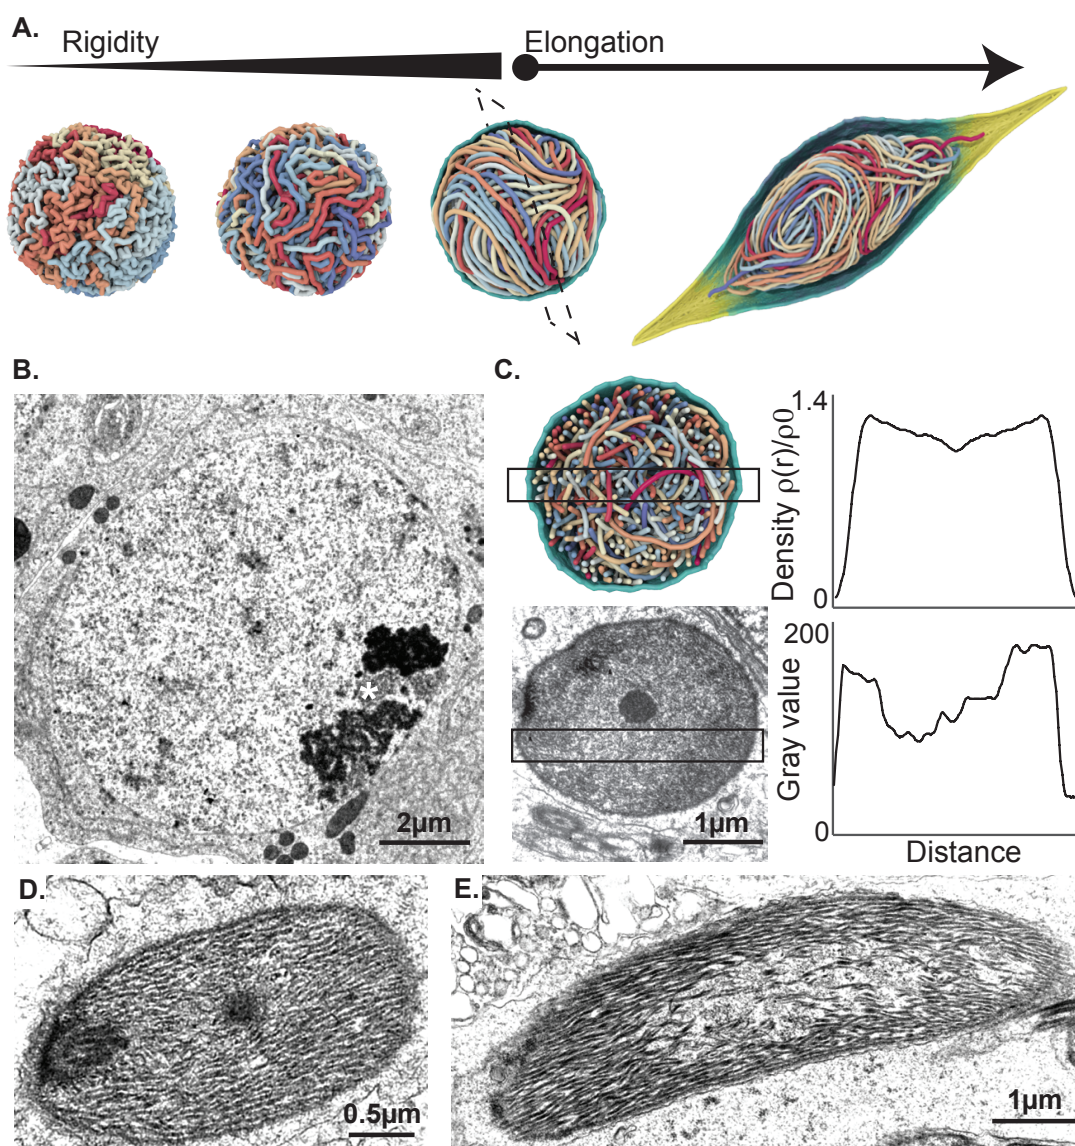 A.
Rigidity
Elongation
B.
*
2µm
C.
1.4
Density ρ(r)/ρ0
0
200
Gray value
0
Distance
1µm
D.
0.5µm
E.
1µm